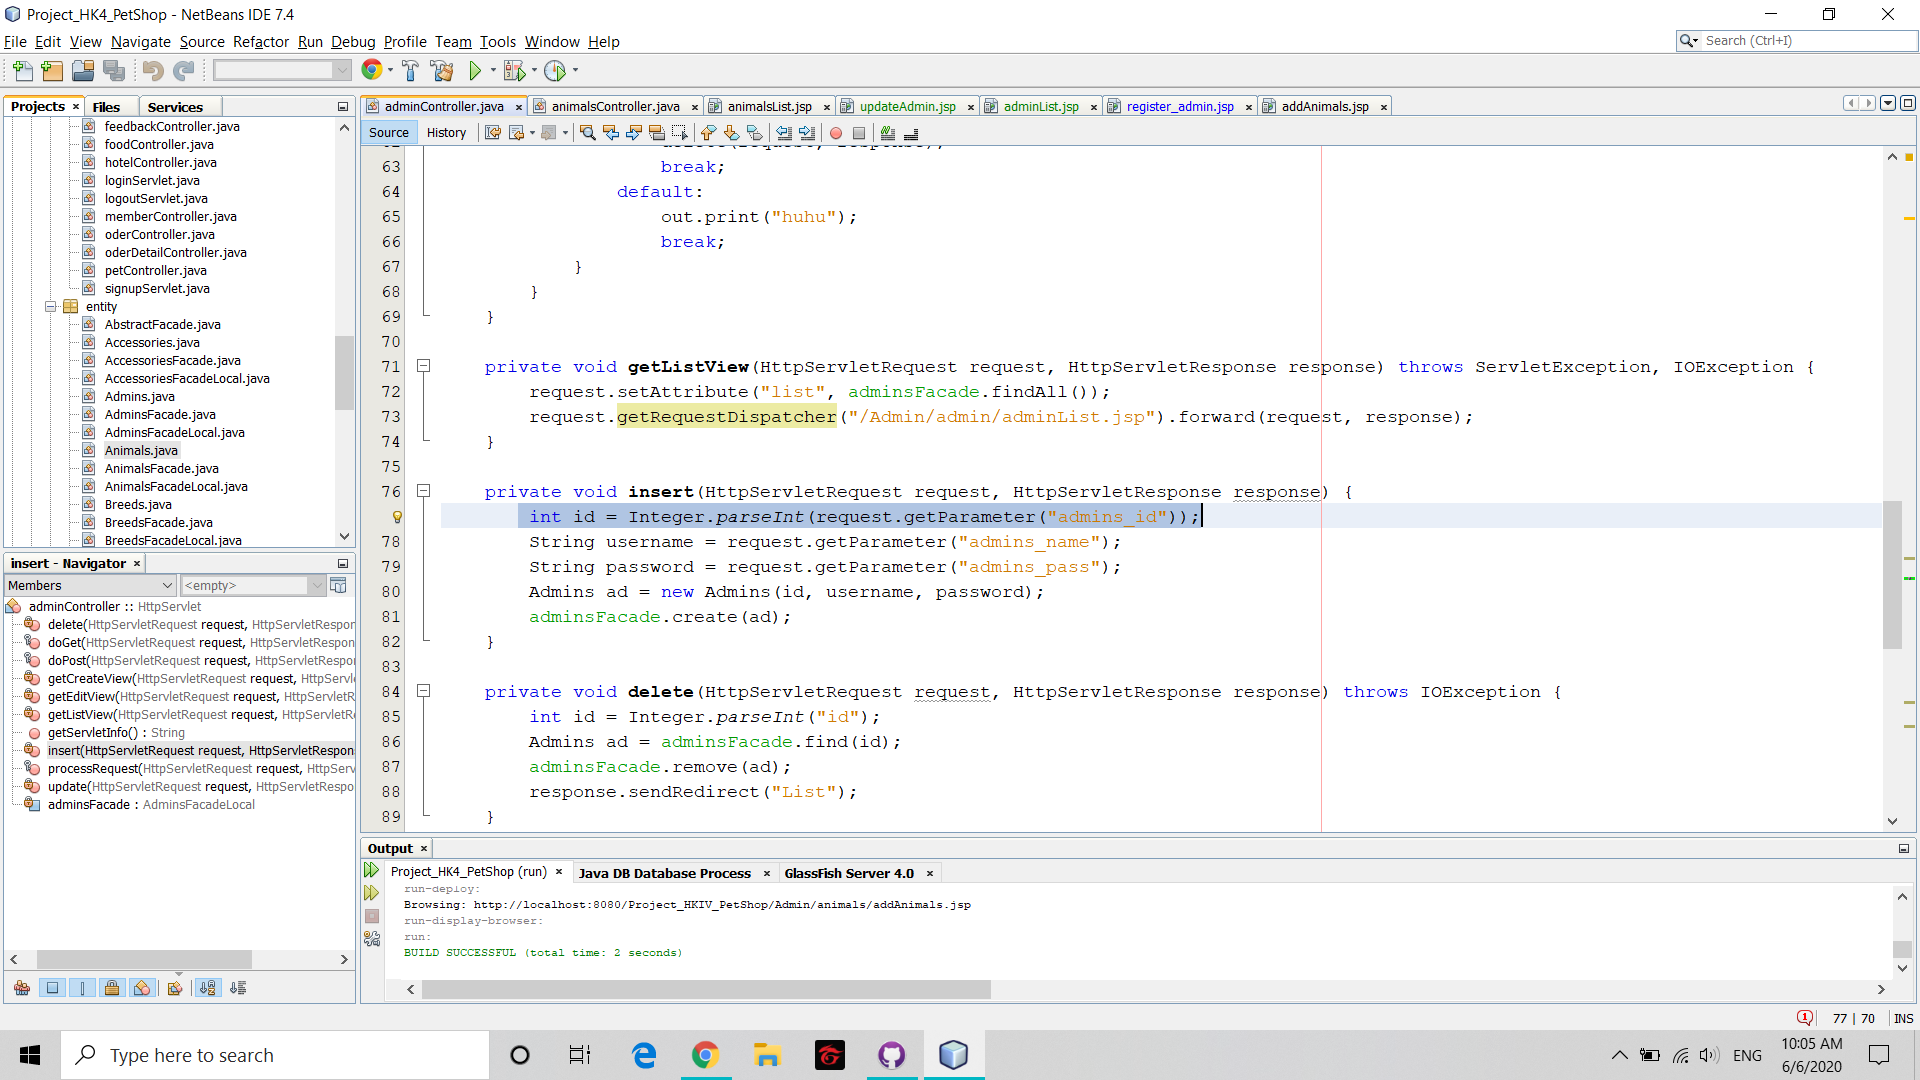 Project_HK4_PetShop - NetBeans IDE 7.4
File Edit View Navigate Source Refactor Run Debug Profile Team Tools Window Help
Search (Ctrl+I)
Projects × Files Services
adminController.java × animalsController.java × animalsList.jsp × updateAdmin.jsp × adminList.jsp × register_admin.jsp × addAnimals.jsp ×
feedbackController.java
foodController.java
hotelController.java
loginServlet.java
logoutServlet.java
memberController.java
oderController.java
oderDetailController.java
petController.java
signupServlet.java
entity
AbstractFacade.java
Accessories.java
AccessoriesFacade.java
AccessoriesFacadeLocal.java
Admins.java
AdminsFacade.java
AdminsFacadeLocal.java
Animals.java
AnimalsFacade.java
AnimalsFacadeLocal.java
Breeds.java
BreedsFacade.java
BreedsFacadeLocal.java
Source History
63 break;
64 default:
65 out.print("huhu");
66 break;
67 }
68 }
69 }
70
71 private void getListView(HttpServletRequest request, HttpServletResponse response) throws ServletException, IOException {
72 request.setAttribute("list", adminsFacade.findAll());
73 request.getRequestDispatcher("/Admin/admin/adminList.jsp").forward(request, response);
74 }
75
76 private void insert(HttpServletRequest request, HttpServletResponse response) {
int id = Integer.parseInt(request.getParameter("admins_id"));
78 String username = request.getParameter("admins_name");
79 String password = request.getParameter("admins_pass");
80 Admins ad = new Admins(id, username, password);
81 adminsFacade.create(ad);
82 }
83
84 private void delete(HttpServletRequest request, HttpServletResponse response) throws IOException {
85 int id = Integer.parseInt("id");
86 Admins ad = adminsFacade.find(id);
87 adminsFacade.remove(ad);
88 response.sendRedirect("List");
89 }
insert - Navigator ×
Members <empty>
adminController :: HttpServlet
delete(HttpServletRequest request, HttpServletRespor
doGet(HttpServletRequest request, HttpServletRespon
doPost(HttpServletRequest request, HttpServletRespo
getCreateView(HttpServletRequest request, HttpServl
getEditView(HttpServletRequest request, HttpServletR
getListView(HttpServletRequest request, HttpServletRe
getServletInfo() : String
insert(HttpServletRequest request, HttpServletRespon
processRequest(HttpServletRequest request, HttpServ
update(HttpServletRequest request, HttpServletRespo
adminsFacade : AdminsFacadeLocal
Output ×
Project_HK4_PetShop (run) × Java DB Database Process × GlassFish Server 4.0 ×
run-deploy:
Browsing: http://localhost:8080/Project_HKIV_PetShop/Admin/animals/addAnimals.jsp
run-display-browser:
run:
BUILD SUCCESSFUL (total time: 2 seconds)
77 | 70 INS
Type here to search
ENG
10:05 AM
6/6/2020